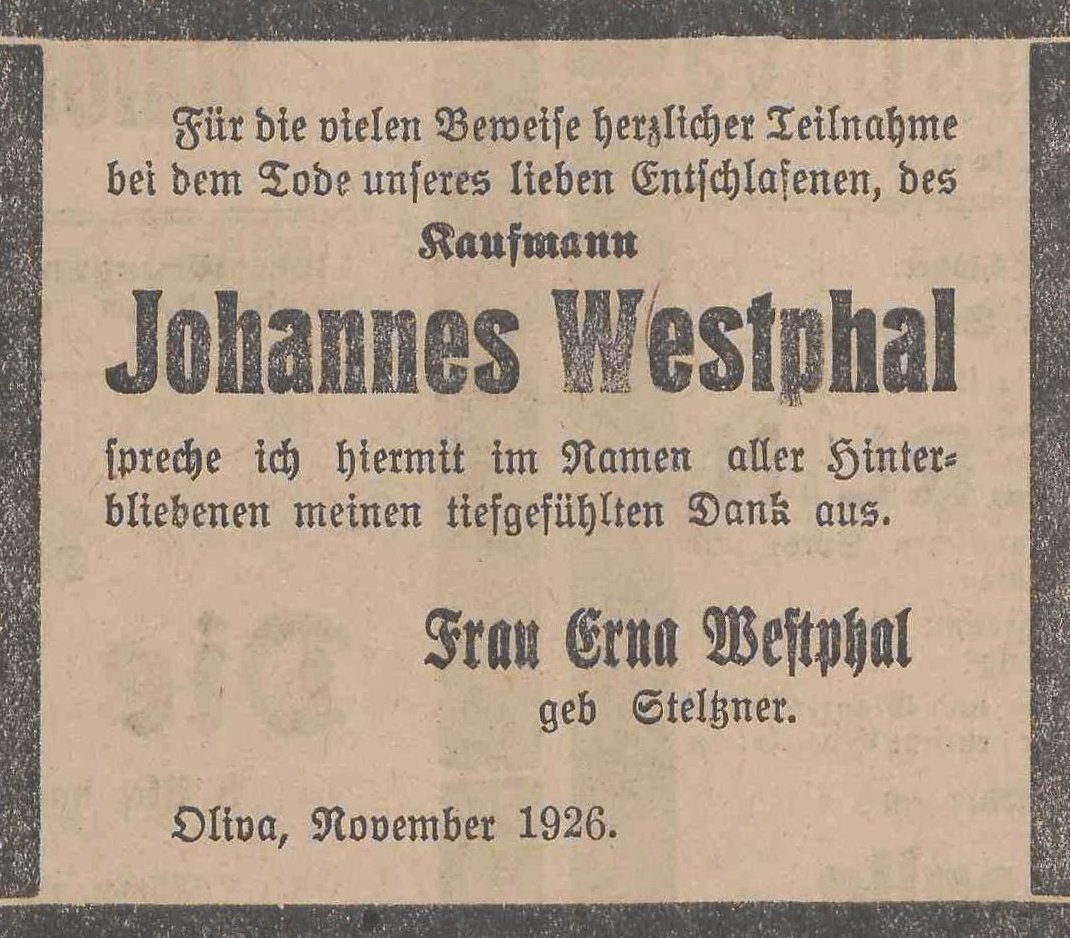 Für die vielen Beweise herzlicher Teilnahme
bei dem Tode unseres lieben Entschlafenen, des
Kaufmann
Johannes Westphal
spreche ich hiermit im Namen aller Hinter-
bliebenen meinen tiefgefühlten Dank aus.
Frau Erna Westphal
geb Steltzner.
Oliva, November 1926.